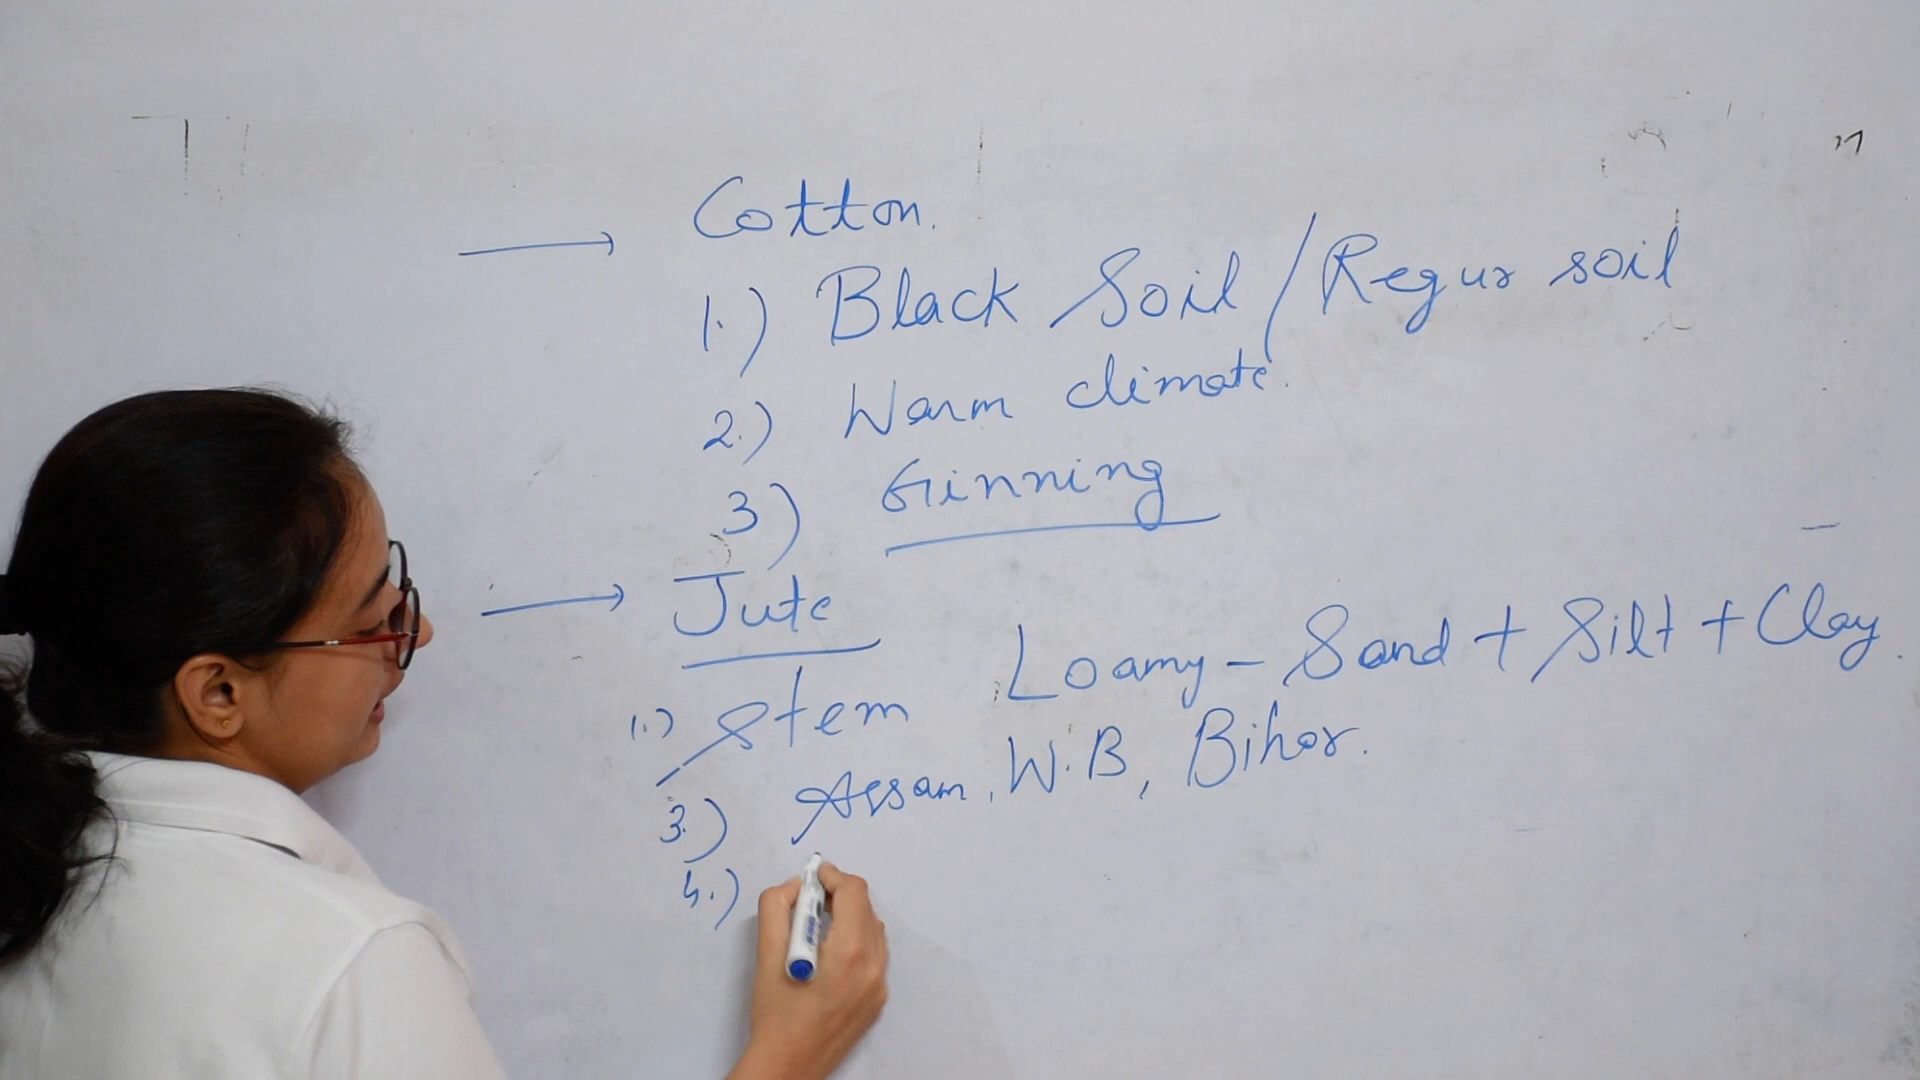 Cotton.
1.) Black Soil / Regur soil
2.) Warm climate.
3) Ginning
Jute
Loamy - Sand + Silt + Clay.
1.) Stem
3.) Assam, W.B, Bihar.
4.)